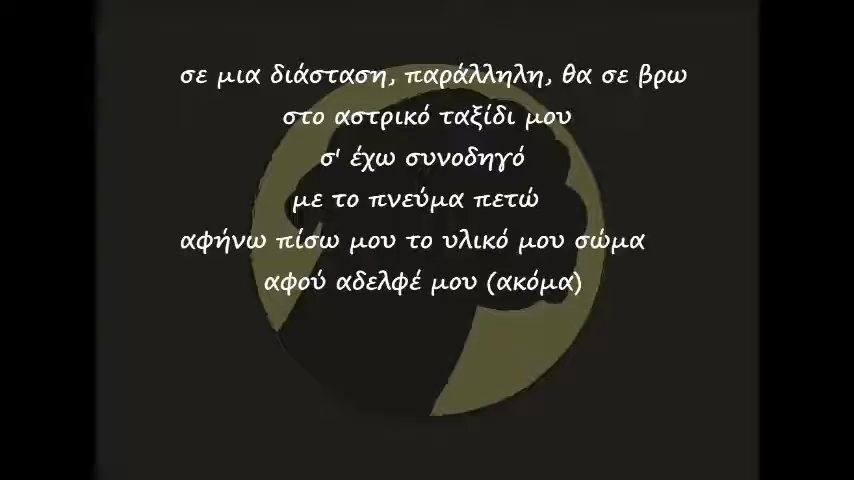 σε μια διάσταση, παράλληλη, θα σε βρω
στο αστρικό ταξίδι μου
σ' έχω συνοδηγό
με το πνεύμα πετώ
αφήνω πίσω μου το υλικό μου σώμα
αφού αδελφέ μου (ακόμα)